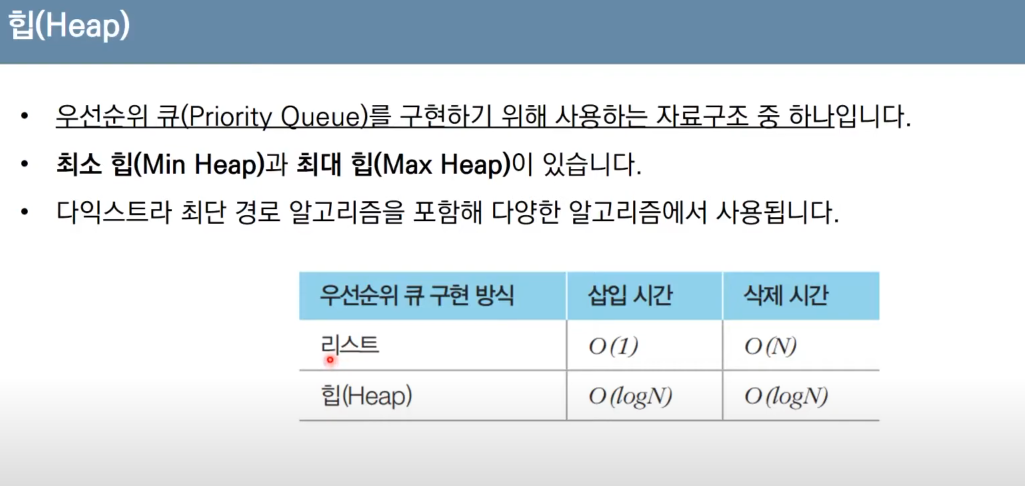 힙(Heap)
• 우선순위 큐(Priority Queue)를 구현하기 위해 사용하는 자료구조 중 하나입니다.
• 최소 힙(Min Heap)과 최대 힙(Max Heap)이 있습니다.
• 다익스트라 최단 경로 알고리즘을 포함해 다양한 알고리즘에서 사용됩니다.
우선순위 큐 구현 방식 삽입 시간 삭제 시간
리스트 O(1) O(N)
힙(Heap) O(logN) O(logN)